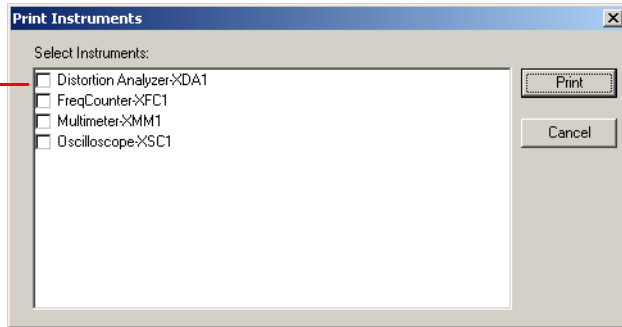 Print Instruments
Select Instruments:
Distortion Analyzer-XDA1
FreqCounter-XFC1
Multimeter-XMM1
Oscilloscope-XSC1
Print
Cancel